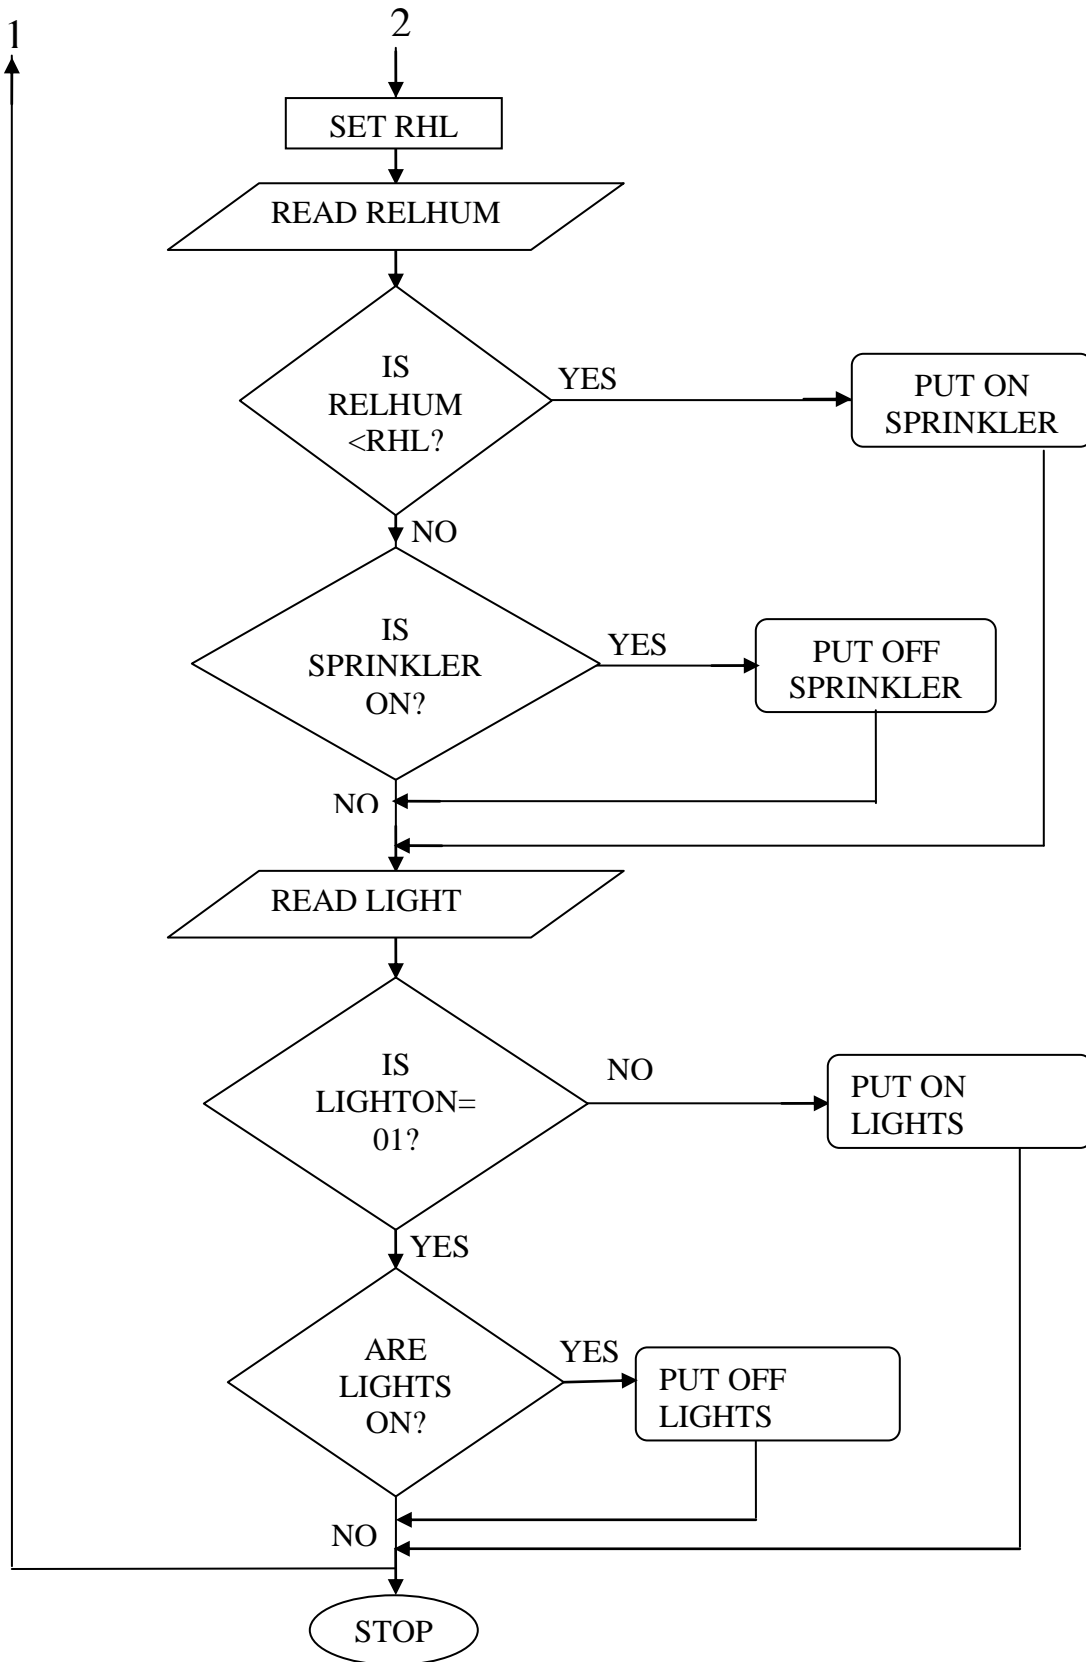 1
2
SET RHL
READ RELHUM
IS
RELHUM
<RHL?
YES
PUT ON
SPRINKLER
NO
IS
SPRINKLER
ON?
YES
PUT OFF
SPRINKLER
NO
READ LIGHT
IS
LIGHTON=
01?
NO
PUT ON
LIGHTS
YES
ARE
LIGHTS
ON?
YES
PUT OFF
LIGHTS
NO
STOP